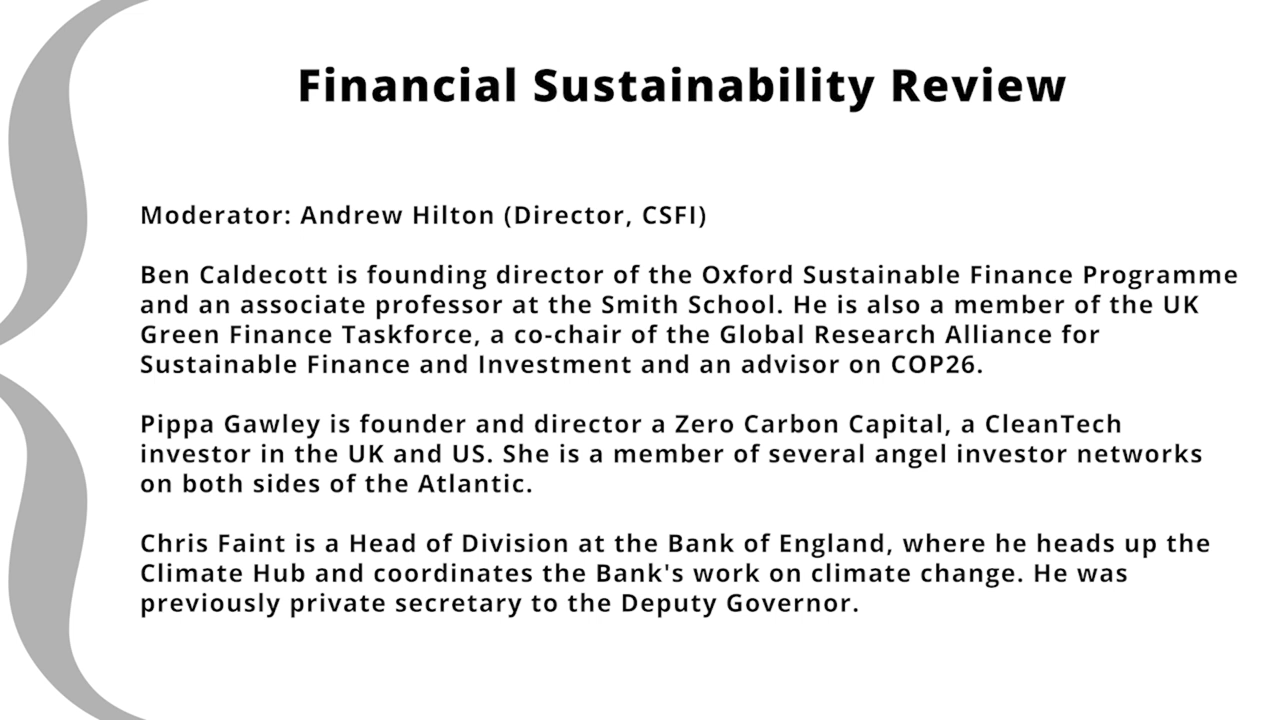 Financial Sustainability Review
Moderator: Andrew Hilton (Director, CSFI)
Ben Caldecott is founding director of the Oxford Sustainable Finance Programme
and an associate professor at the Smith School. He is also a member of the UK
Green Finance Taskforce, a co-chair of the Global Research Alliance for
Sustainable Finance and Investment and an advisor on COP26.
Pippa Gawley is founder and director a Zero Carbon Capital, a CleanTech
investor in the UK and US. She is a member of several angel investor networks
on both sides of the Atlantic.
Chris Faint is a Head of Division at the Bank of England, where he heads up the
Climate Hub and coordinates the Bank's work on climate change. He was
previously private secretary to the Deputy Governor.